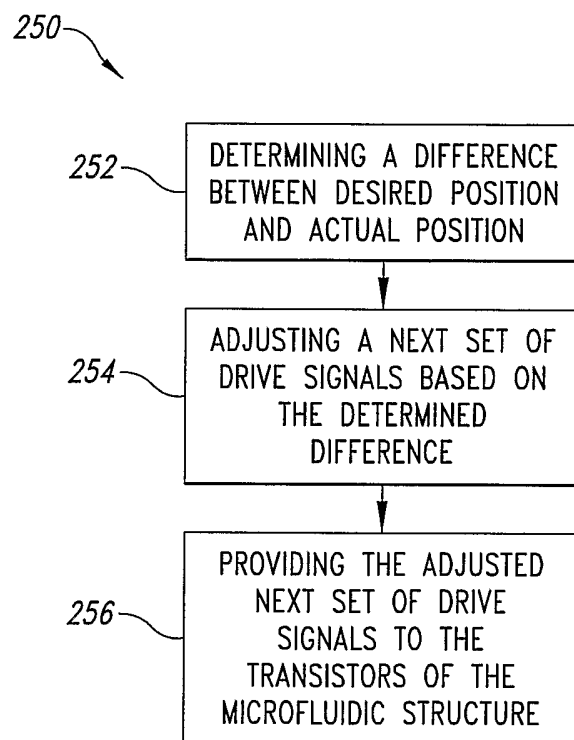 250
252
DETERMINING A DIFFERENCE
BETWEEN DESIRED POSITION
AND ACTUAL POSITION
254
ADJUSTING A NEXT SET OF
DRIVE SIGNALS BASED ON
THE DETERMINED
DIFFERENCE
256
PROVIDING THE ADJUSTED
NEXT SET OF DRIVE
SIGNALS TO THE
TRANSISTORS OF THE
MICROFLUIDIC STRUCTURE